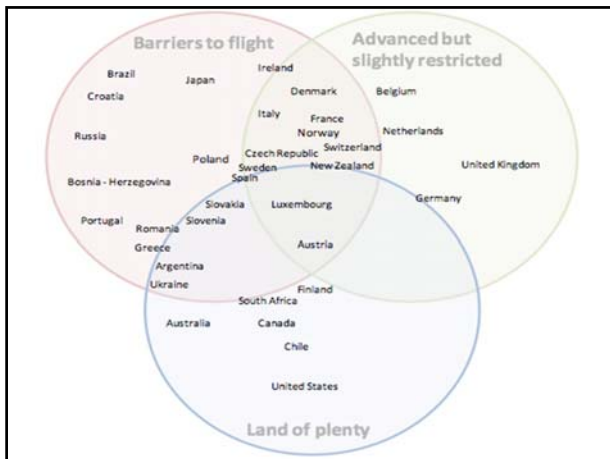 Barriers to flight
Advanced but
slightly restricted
Brazil
Japan
Ireland
Croatia
Denmark
Belgium
Italy
France
Russia
Norway
Netherlands
Switzerland
Poland
Czech Republic
Sweden
New Zealand
United Kingdom
Spain
Bosnia - Herzegovina
Germany
Slovakia
Luxembourg
Portugal
Romania
Slovenia
Greece
Austria
Argentina
Ukraine
Finland
South Africa
Australia
Canada
Chile
United States
Land of plenty